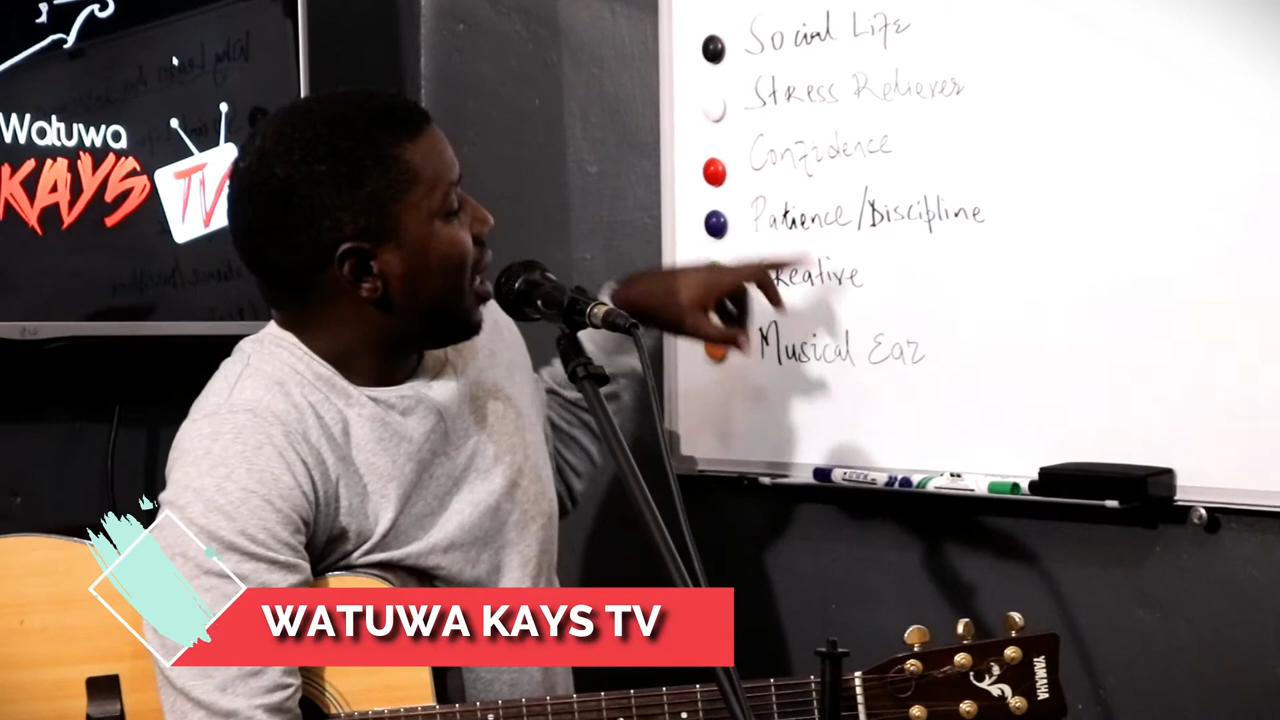 Social Life
Stress Reliever
Confidence
Patience/Discipline
Creative
Musical Ear
Watuwa
KAYS TV
WATUWA KAYS TV
YAMAHA